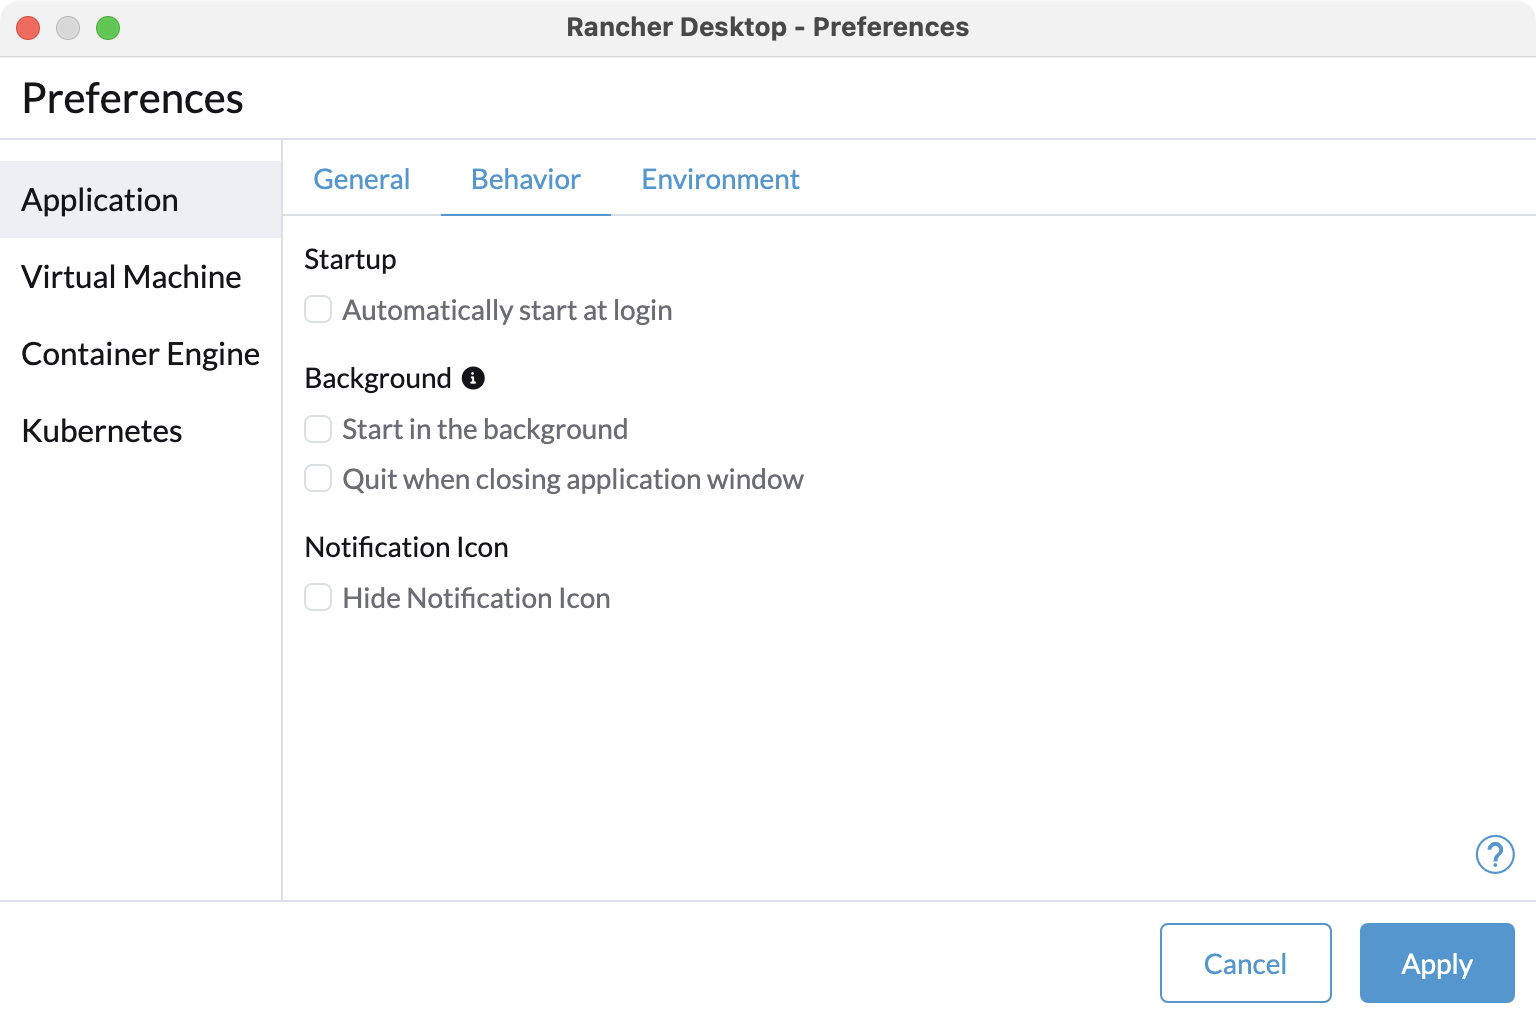 Rancher Desktop - Preferences
Preferences
Application
Virtual Machine
Container Engine
Kubernetes
General Behavior Environment
Startup
Automatically start at login
Background
Start in the background
Quit when closing application window
Notification Icon
Hide Notification Icon
?
Cancel Apply